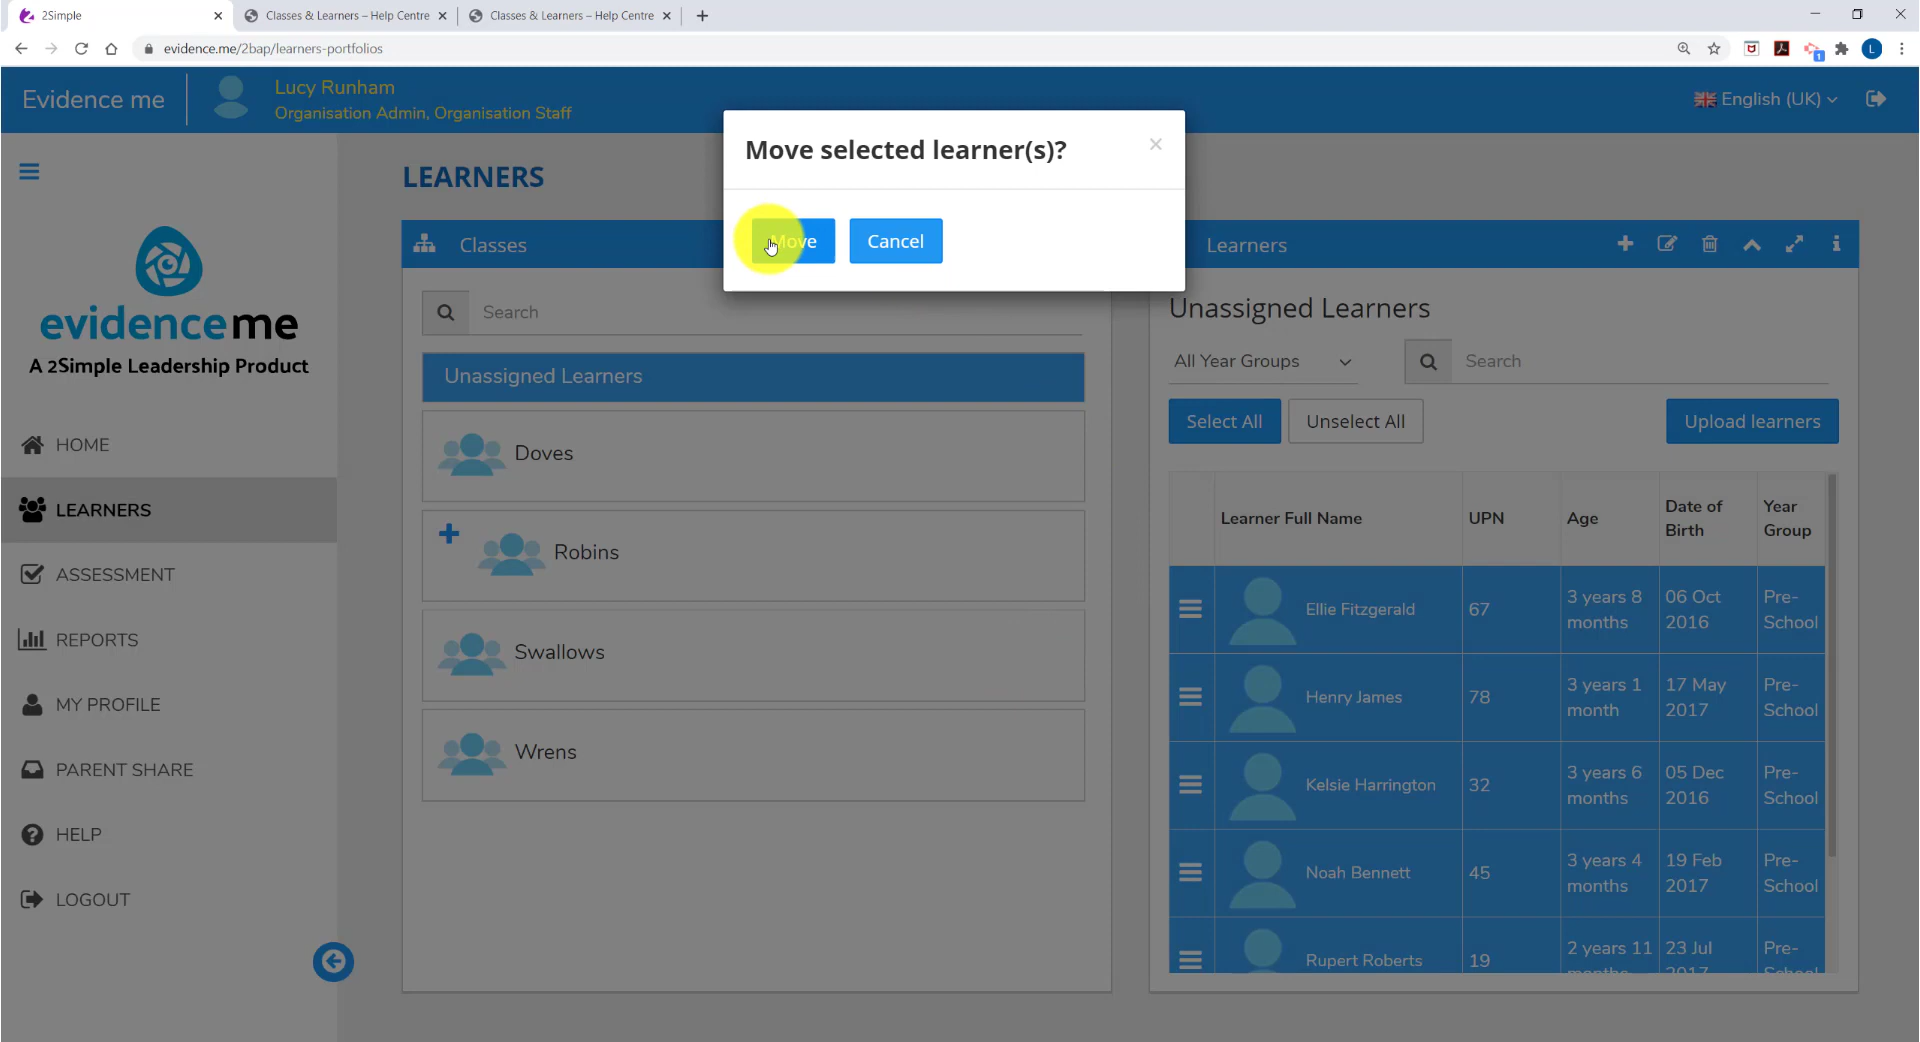 2Simple
Classes & Learners – Help Centre
Classes & Learners – Help Centre
evidence.me/2bap/learners-portfolios
L
1
Evidence me
Lucy Runham
Organisation Admin, Organisation Staff
English (UK)
Move selected learner(s)?
Move
Cancel
evidenceme
A 2Simple Leadership Product
HOME
LEARNERS
ASSESSMENT
REPORTS
MY PROFILE
PARENT SHARE
HELP
LOGOUT
LEARNERS
Classes
Search
Unassigned Learners
Doves
Robins
Swallows
Wrens
Learners
Unassigned Learners
All Year Groups
Search
Select All
Unselect All
Upload learners
Learner Full Name
UPN
Age
Date of
Birth
Year
Group
Ellie Fitzgerald
67
3 years 8
months
06 Oct
2016
Pre-
School
Henry James
78
3 years 1
month
17 May
2017
Pre-
School
Kelsie Harrington
32
3 years 6
months
05 Dec
2016
Pre-
School
Noah Bennett
45
3 years 4
months
19 Feb
2017
Pre-
School
Rupert Roberts
19
2 years 11
months
23 Jul
2017
Pre-
School